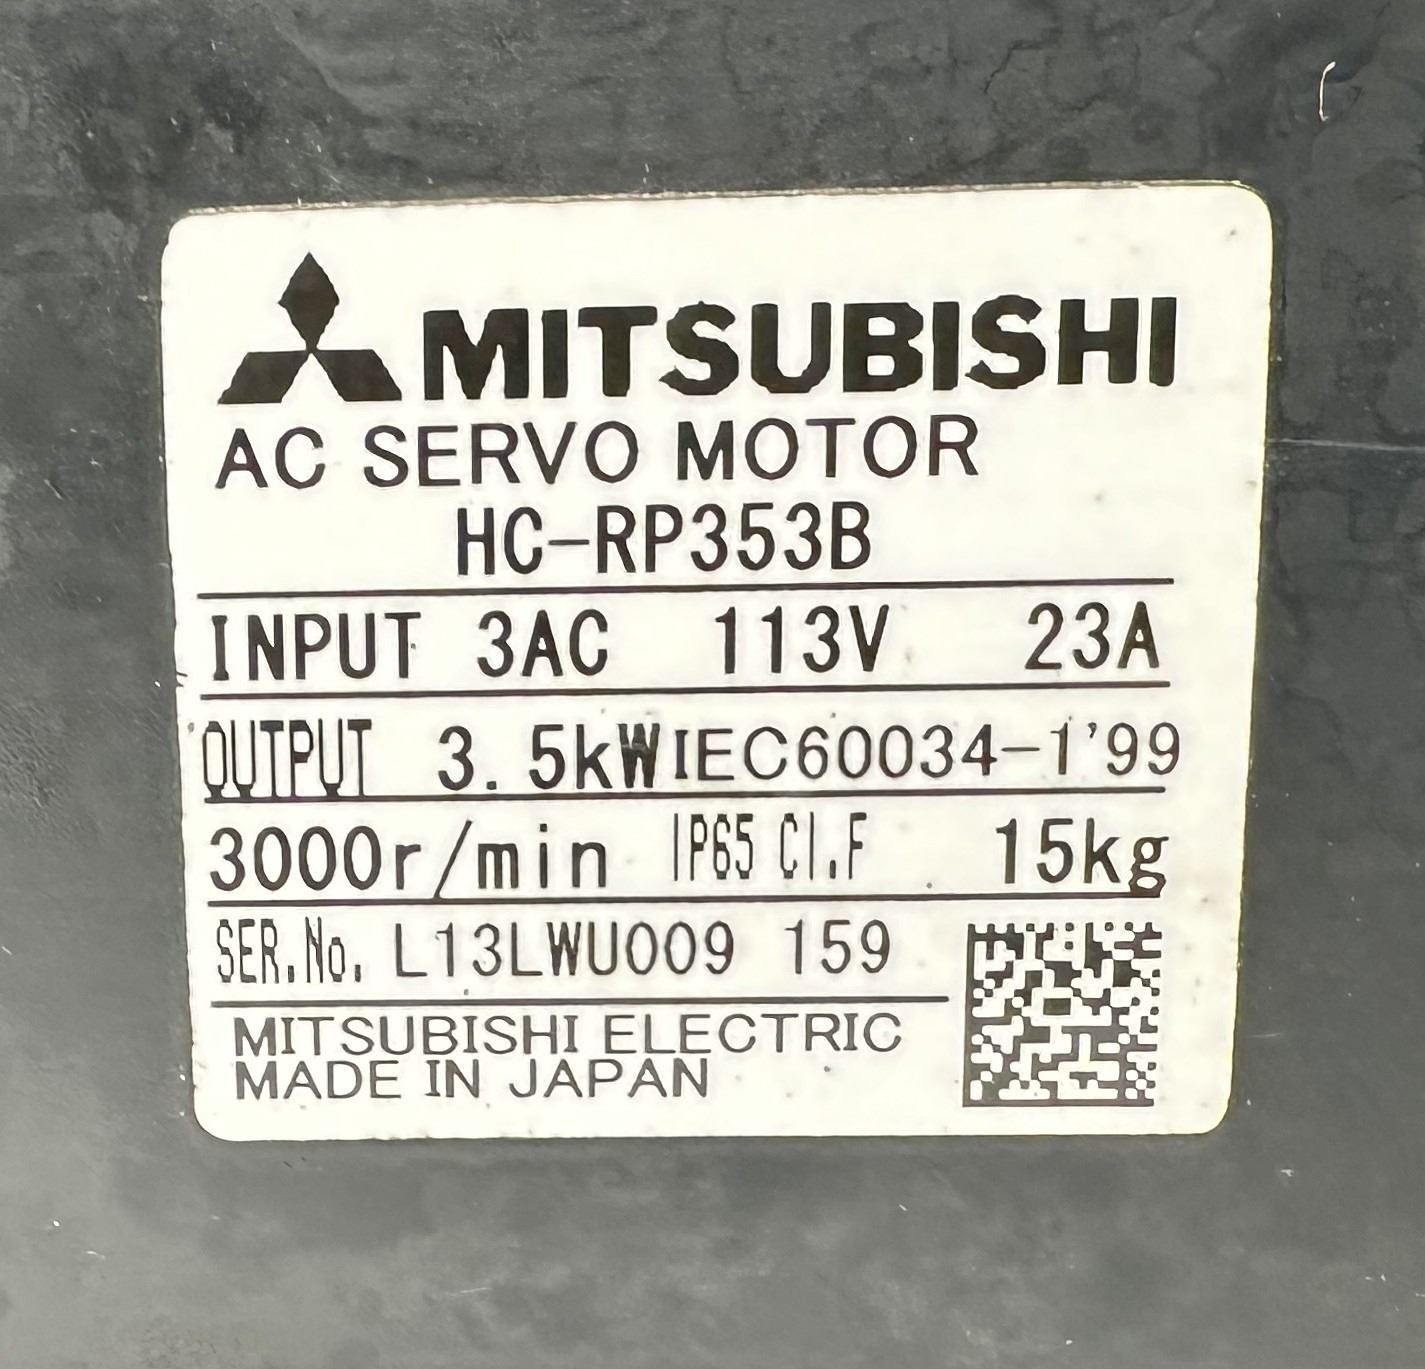 MITSUBISHI
AC SERVO MOTOR
HC-RP353B
INPUT 3AC 113V 23A
OUTPUT 3.5kW IEC60034-1'99
3000r/min IP65 Cl.F 15kg
SER.No. L13LWU009 159
MITSUBISHI ELECTRIC
MADE IN JAPAN